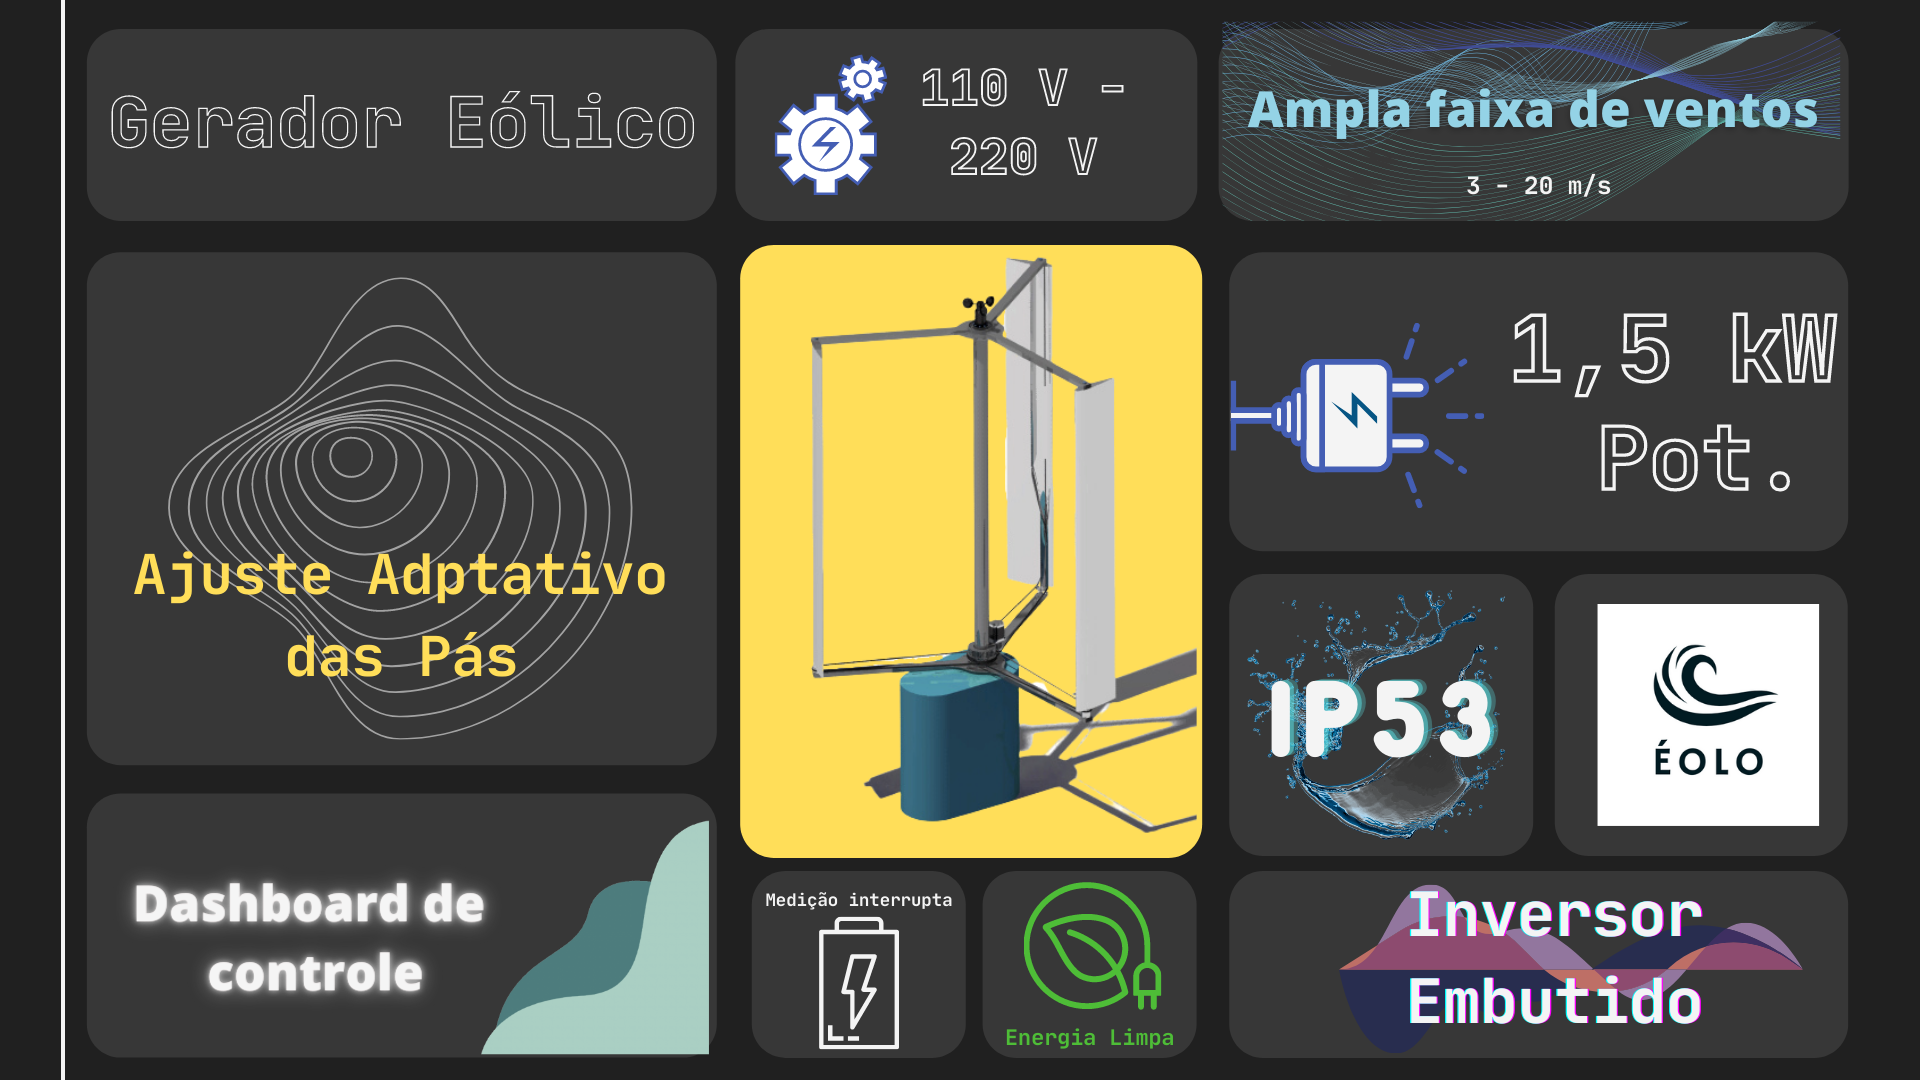 Gerador Eólico
110 V -
220 V
Ampla faixa de ventos
3 - 20 m/s
Ajuste Adptativo
das Pás
1,5 kW
Pot.
IP53
ÉOLO
Dashboard de
controle
Medição interrupta
Energia Limpa
Inversor
Embutido